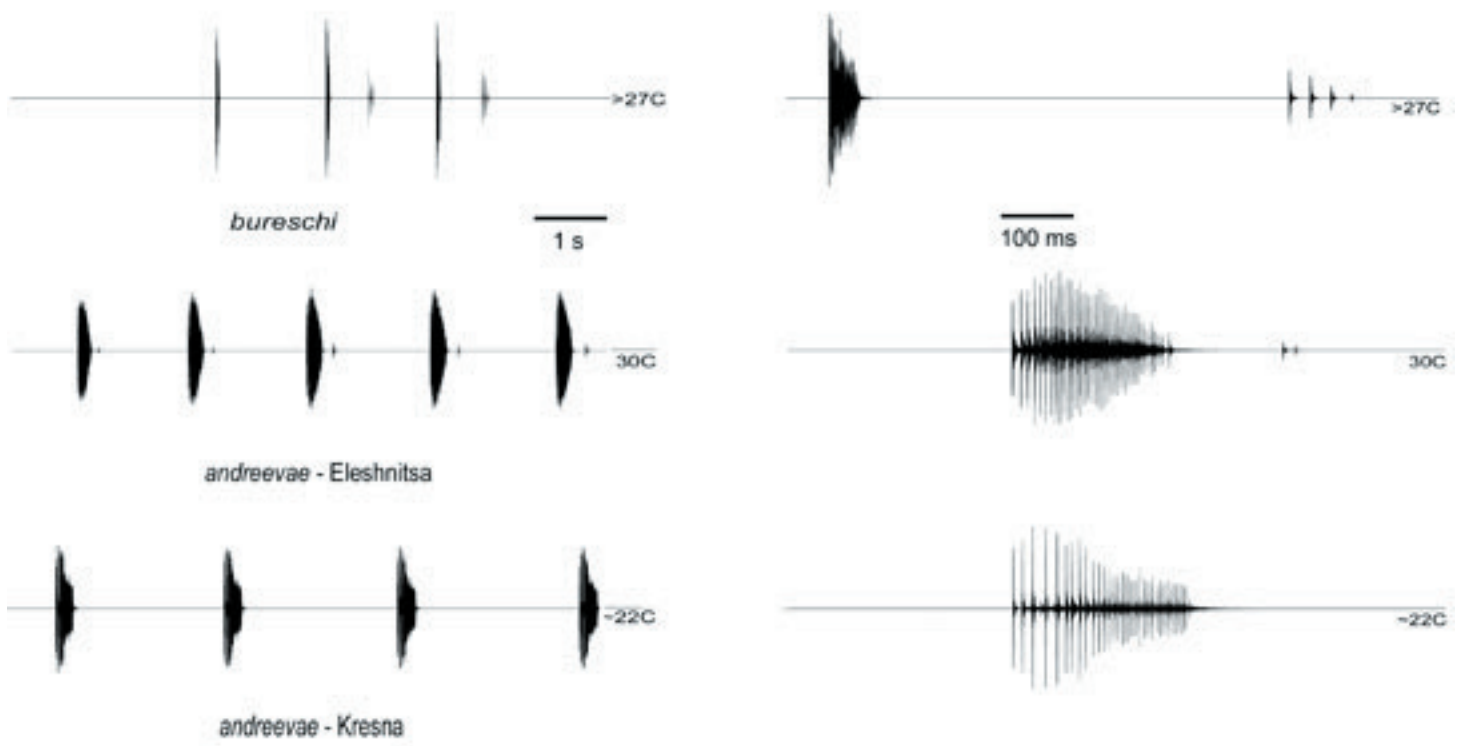 >27C
>27C
bureschi
1 s
100 ms
30C
30C
andreevae - Eleshnitsa
~22C
~22C
andreevae - Kresna